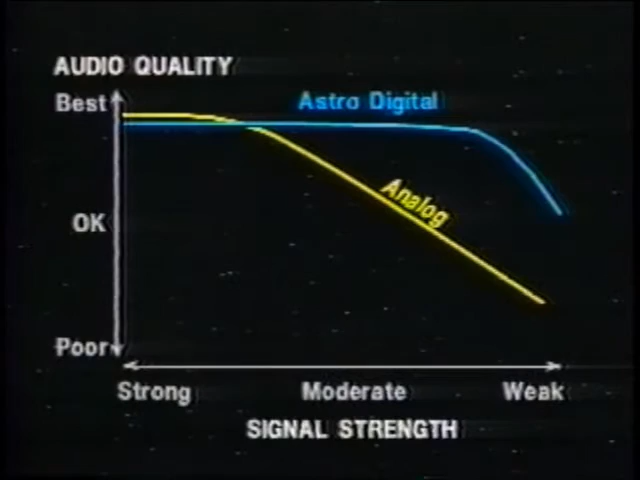 AUDIO QUALITY
Best
Astro Digital
Analog
OK
Poor
Strong Moderate Weak
SIGNAL STRENGTH